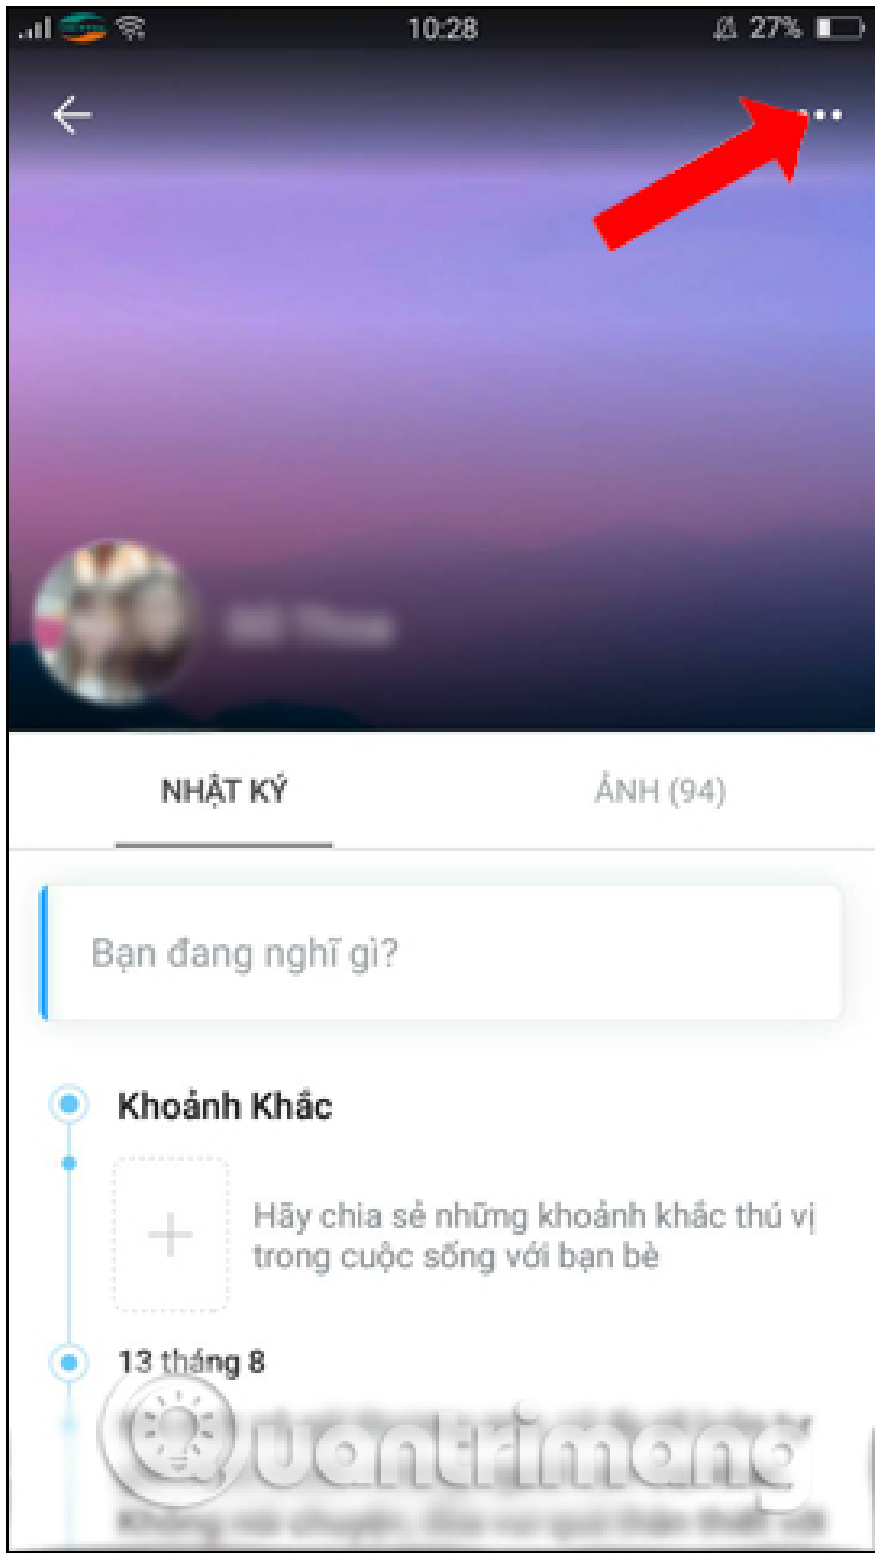 10:28
27%
NHẬT KÝ
ẢNH (94)
Bạn đang nghĩ gì?
Khoảnh Khắc
Hãy chia sẻ những khoảnh khắc thú vị
trong cuộc sống với bạn bè
13 tháng 8
Quantrimang